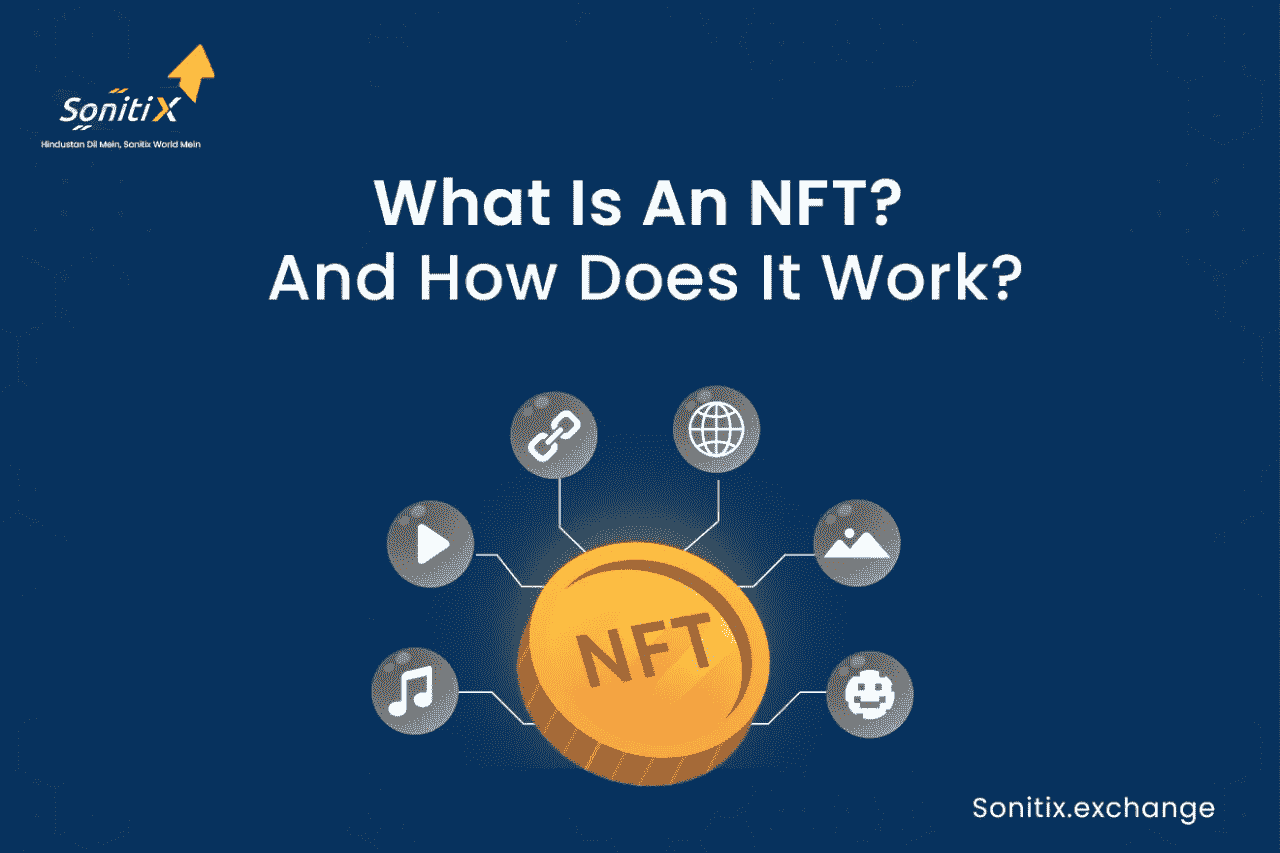 SonitiX
Hindustan Dil Mein, Sonitix World Mein
What Is An NFT?
And How Does It Work?
NFT
Sonitix.exchange